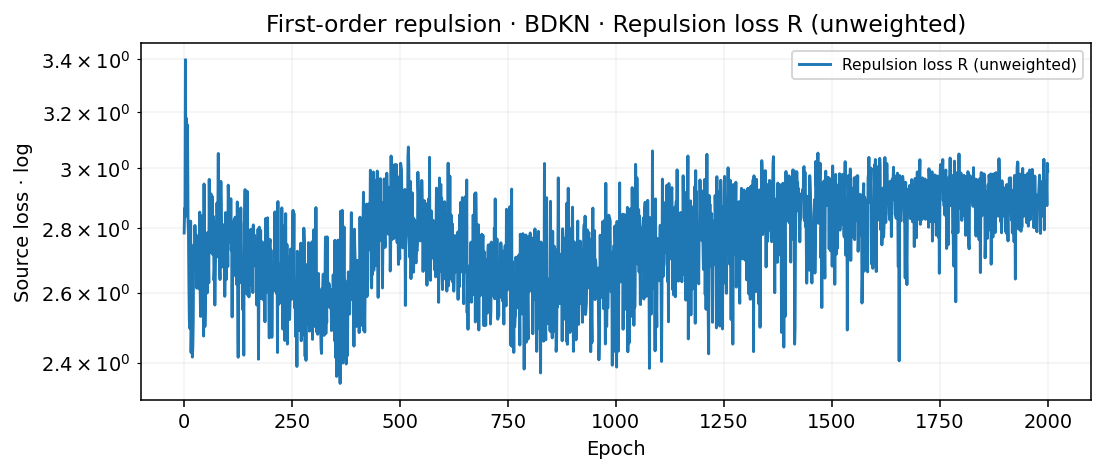 First-order repulsion · BDKN · Repulsion loss R (unweighted)
Repulsion loss R (unweighted)
Source loss · log
3.4 × 10⁰
3.2 × 10⁰
3 × 10⁰
2.8 × 10⁰
2.6 × 10⁰
2.4 × 10⁰
0 250 500 750 1000 1250 1500 1750 2000
Epoch